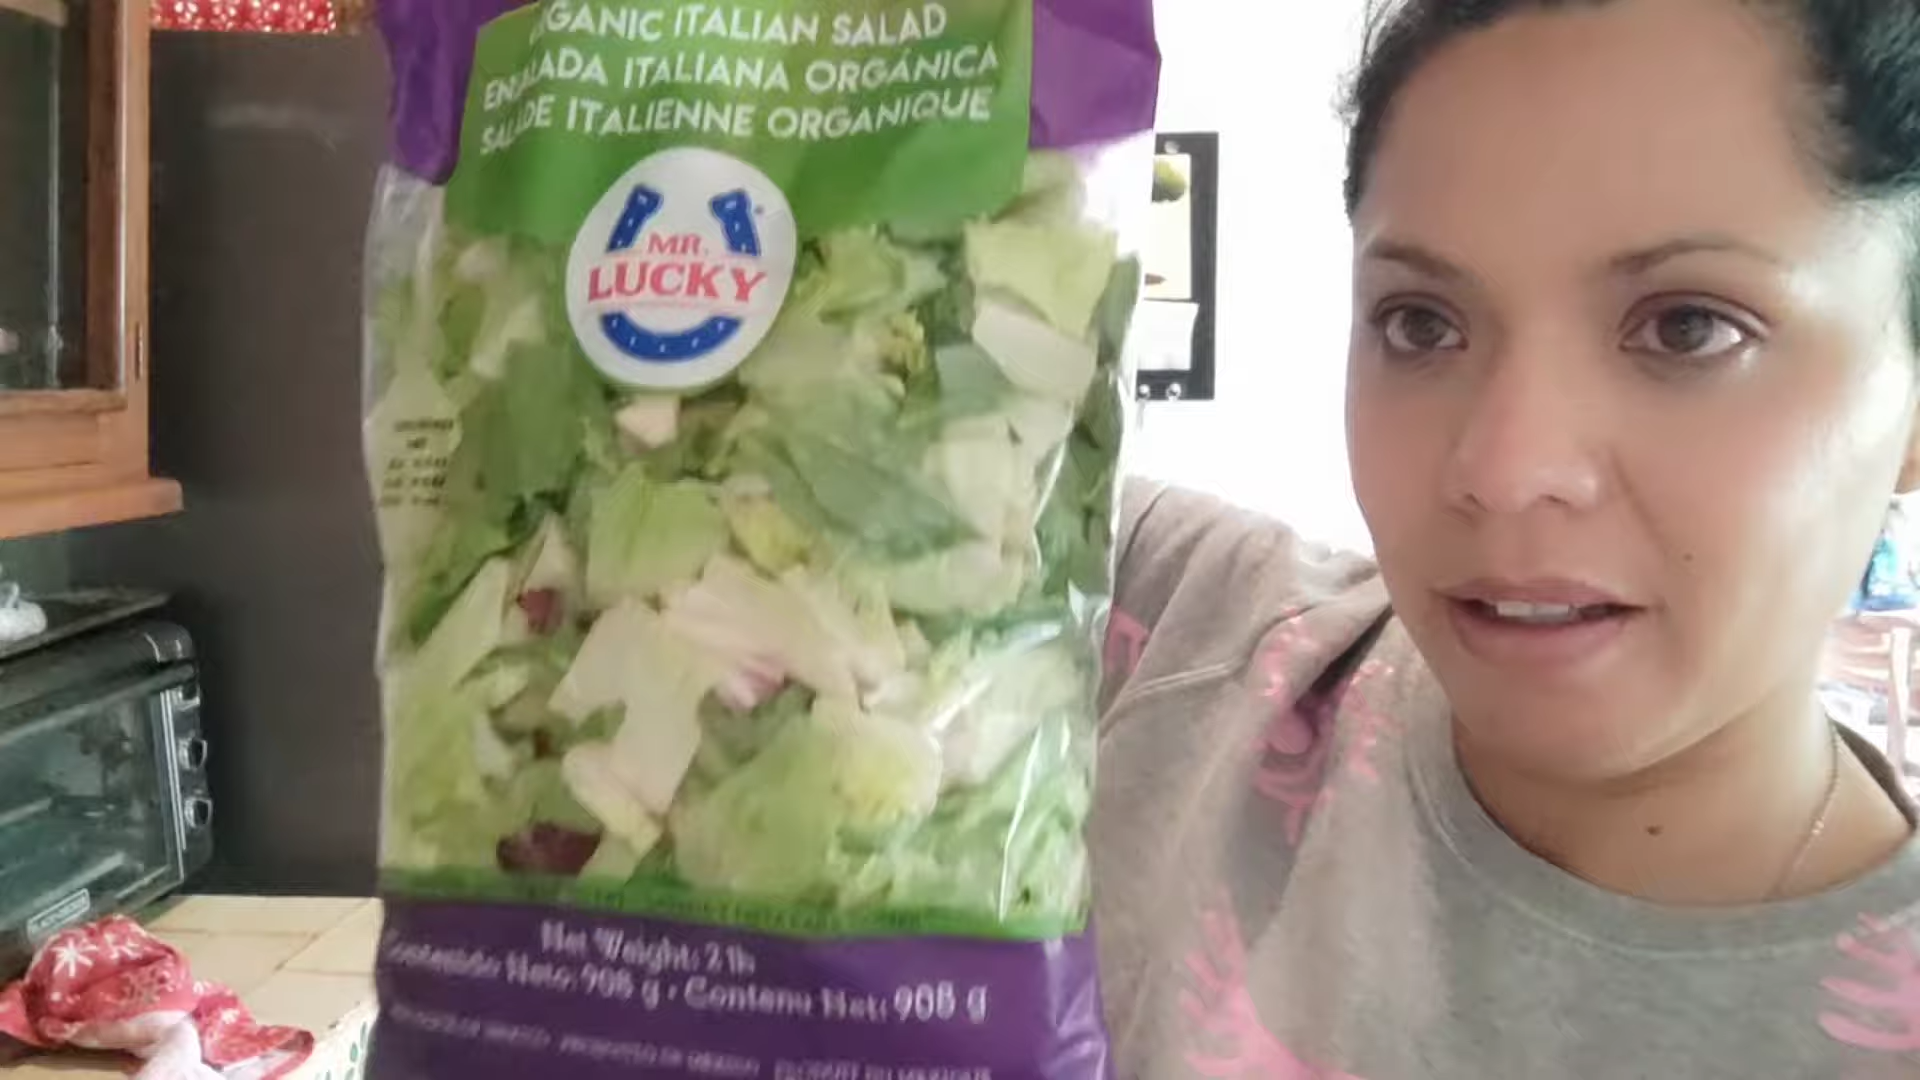 ORGANIC ITALIAN SALAD
ENSALADA ITALIANA ORGÁNICA
SALADE ITALIENNE ORGANIQUE
MR.
LUCKY
Net Weight: 2 lb
Contenido Neto: 908 g • Contenu Net: 908 g